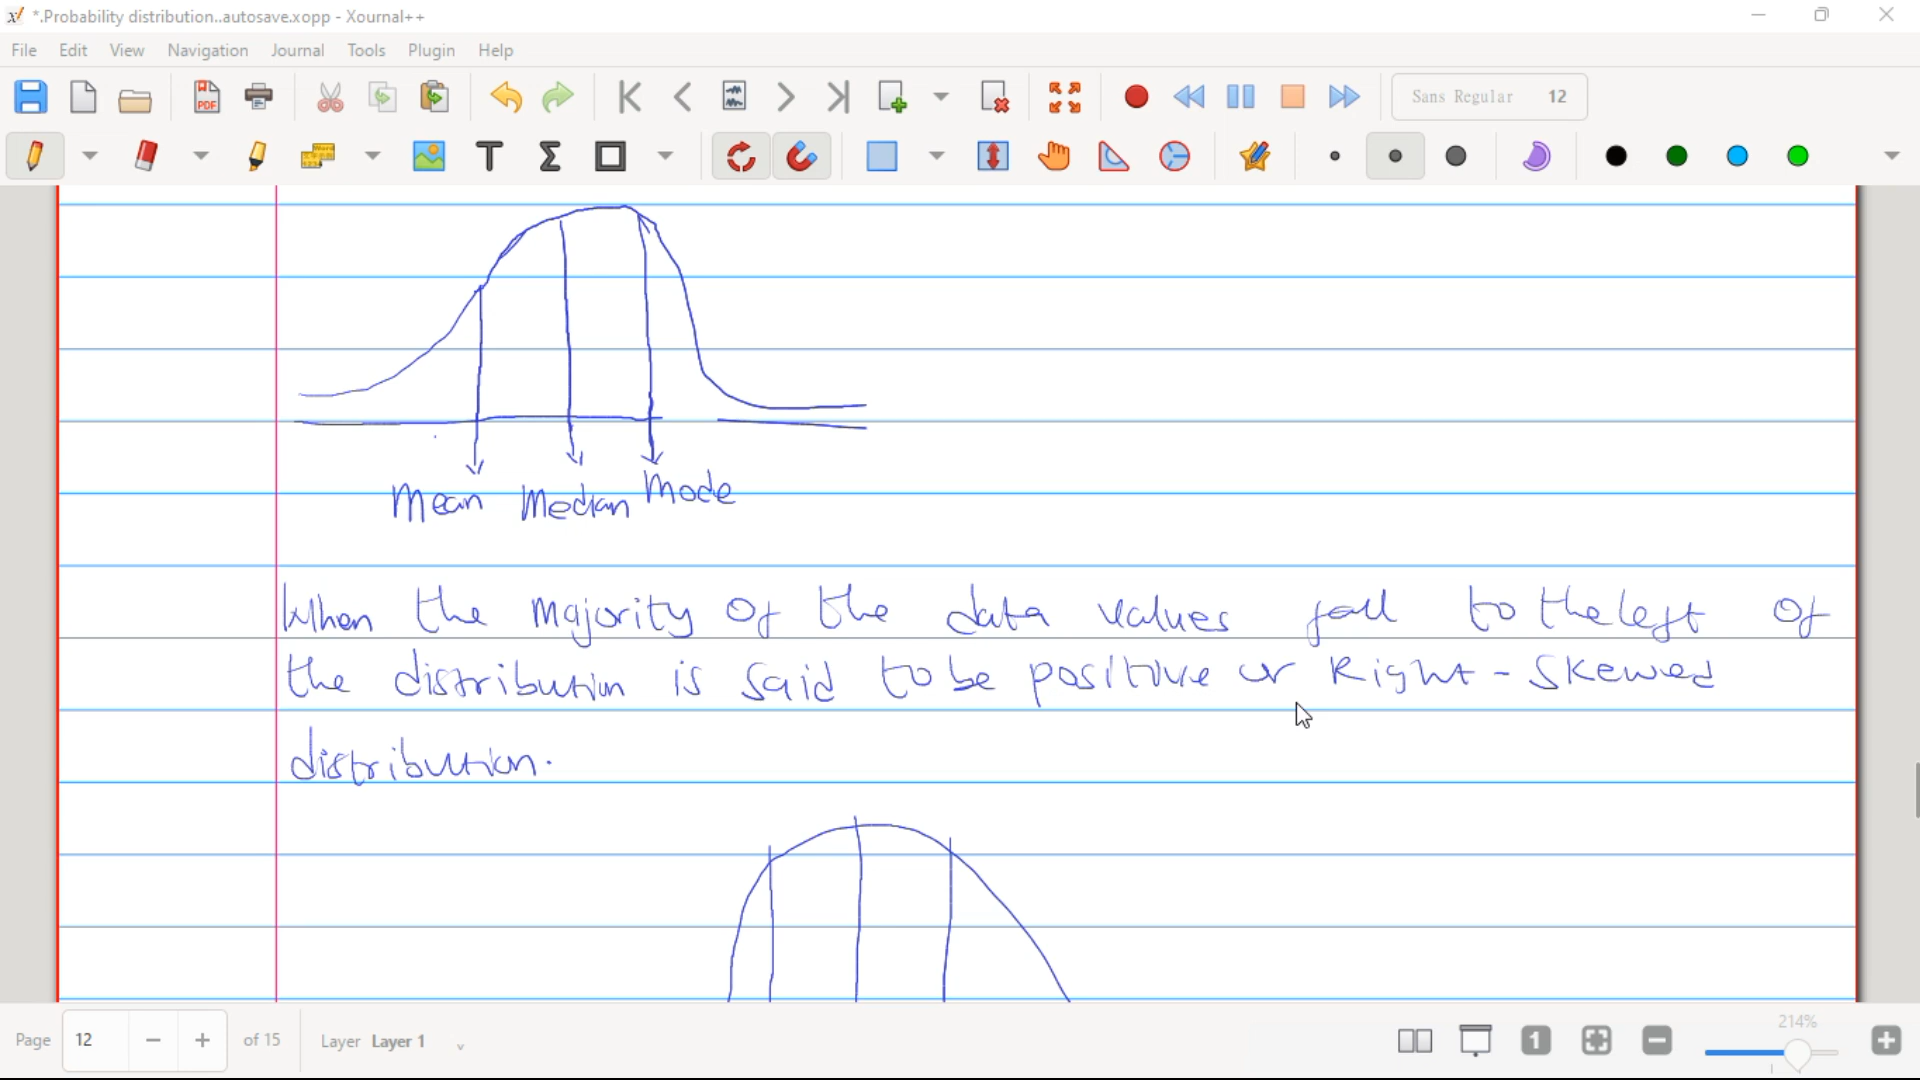 *.Probability distribution..autosave.xopp - Xournal++
File Edit View Navigation Journal Tools Plugin Help
Sans Regular 12
Mean Median Mode
When the majority of the data values fall to the left of
the distribution is said to be positive or Right - Skewed
distribution.
Page 12 of 15 Layer Layer 1 214%